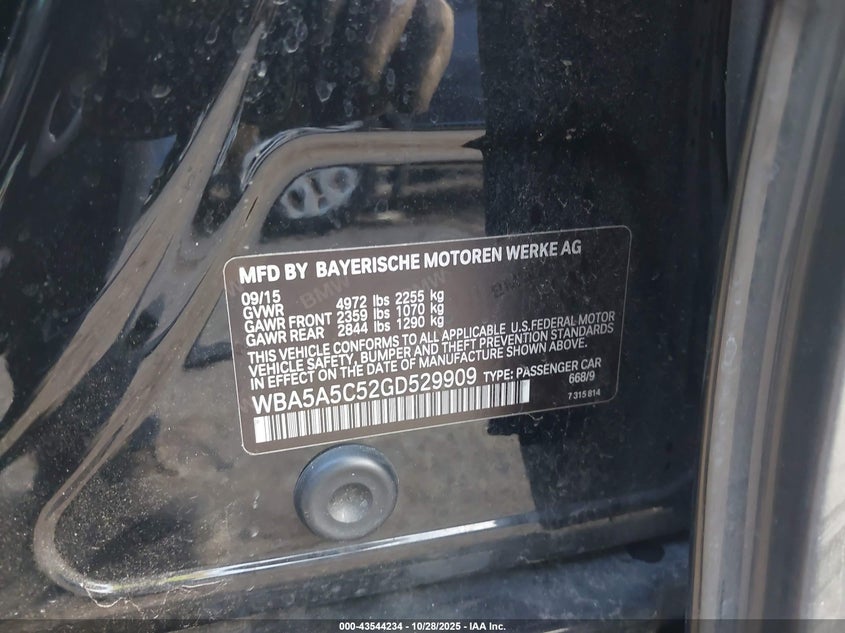 MFD BY BAYERISCHE MOTOREN WERKE AG
09/15
GVWR 4972 lbs 2255 kg
GAWR FRONT 2359 lbs 1070 kg
GAWR REAR 2844 lbs 1290 kg
THIS VEHICLE CONFORMS TO ALL APPLICABLE U.S.FEDERAL MOTOR
VEHICLE SAFETY, BUMPER AND THEFT PREVENTION STANDARDS
IN EFFECT ON THE DATE OF MANUFACTURE SHOWN ABOVE.
WBA5A5C52GD529909 TYPE: PASSENGER CAR
668/9
7 315 814
000-43544234 - 10/28/2025 - IAA Inc.